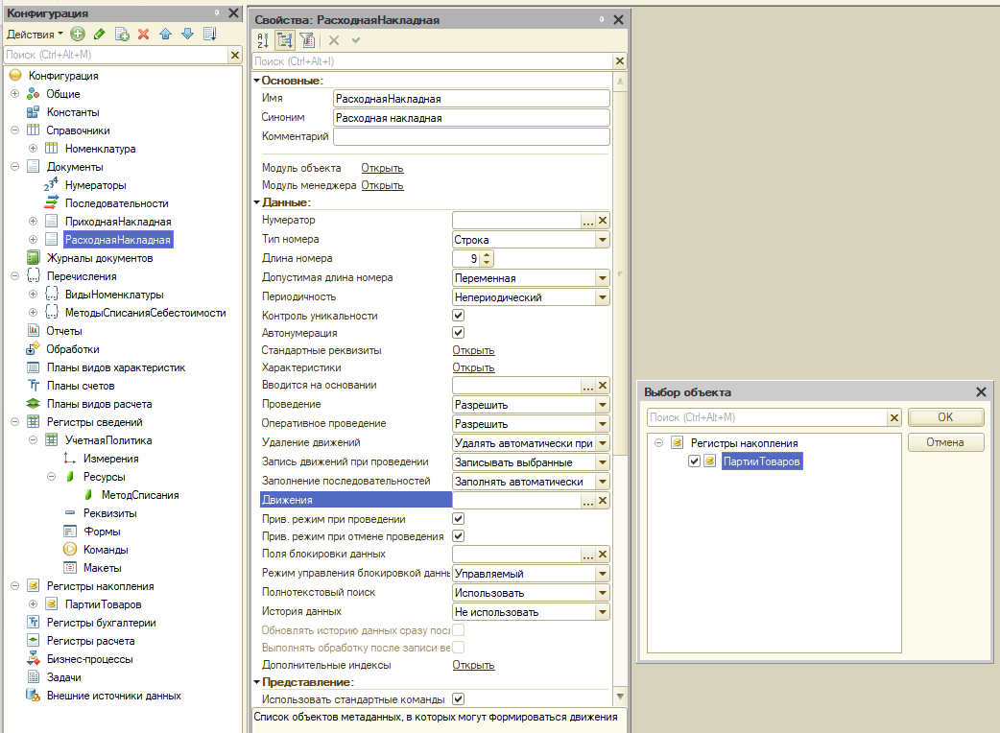 Конфигурация
Действия
Поиск (Ctrl+Alt+M)
Конфигурация
Общие
Константы
Справочники
Номенклатура
Документы
Нумераторы
Последовательности
ПриходнаяНакладная
РасходнаяНакладная
Журналы документов
Перечисления
ВидыНоменклатуры
МетодыСписанияСебестоимости
Отчеты
Обработки
Планы видов характеристик
Планы счетов
Планы видов расчета
Регистры сведений
УчетнаяПолитика
Измерения
Ресурсы
МетодСписания
Реквизиты
Формы
Команды
Макеты
Регистры накопления
ПартииТоваров
Регистры бухгалтерии
Регистры расчета
Бизнес-процессы
Задачи
Внешние источники данных
Свойства: РасходнаяНакладная
Поиск (Ctrl+Alt+I)
Основные:
Имя РасходнаяНакладная
Синоним Расходная накладная
Комментарий
Модуль объекта Открыть
Модуль менеджера Открыть
Данные:
Нумератор ...
Тип номера Строка
Длина номера 9
Допустимая длина номера Переменная
Периодичность Непериодический
Контроль уникальности
Автонумерация
Стандартные реквизиты Открыть
Характеристики Открыть
Вводится на основании ...
Проведение Разрешить
Оперативное проведение Разрешить
Удаление движений Удалять автоматически при
Запись движений при проведении Записывать выбранные
Заполнение последовательностей Заполнять автоматически
Движения ...
Прив. режим при проведении
Прив. режим при отмене проведения
Поля блокировки данных ...
Режим управления блокировкой данн Управляемый
Полнотекстовый поиск Использовать
История данных Не использовать
Обновлять историю данных сразу посл
Выполнять обработку после записи ве
Дополнительные индексы Открыть
Представление:
Использовать стандартные команды
Список объектов метаданных, в которых могут формироваться движения
Выбор объекта
Поиск (Ctrl+Alt+M)
OK
Регистры накопления
Отмена
ПартииТоваров